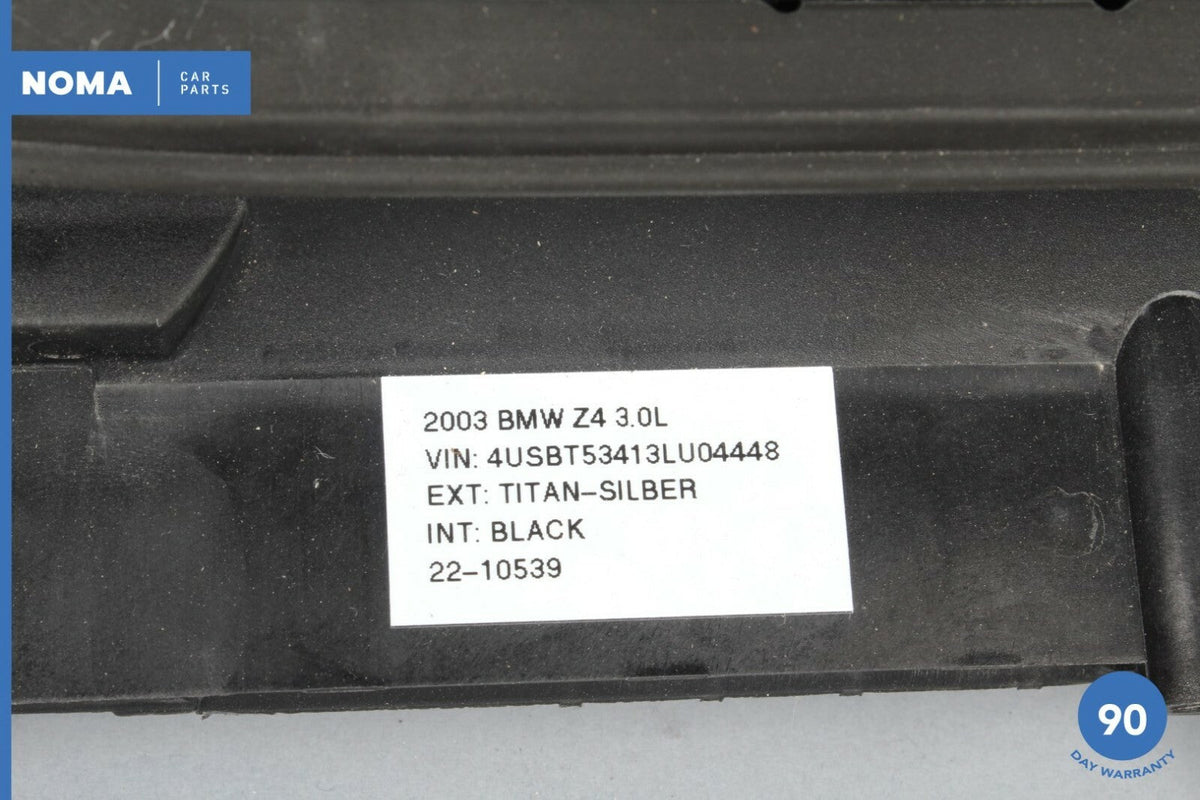 NOMA
CAR
PARTS
2003 BMW Z4 3.0L
VIN: 4USBT53413LU04448
EXT: TITAN-SILBER
INT: BLACK
22-10539
90
DAY WARRANTY